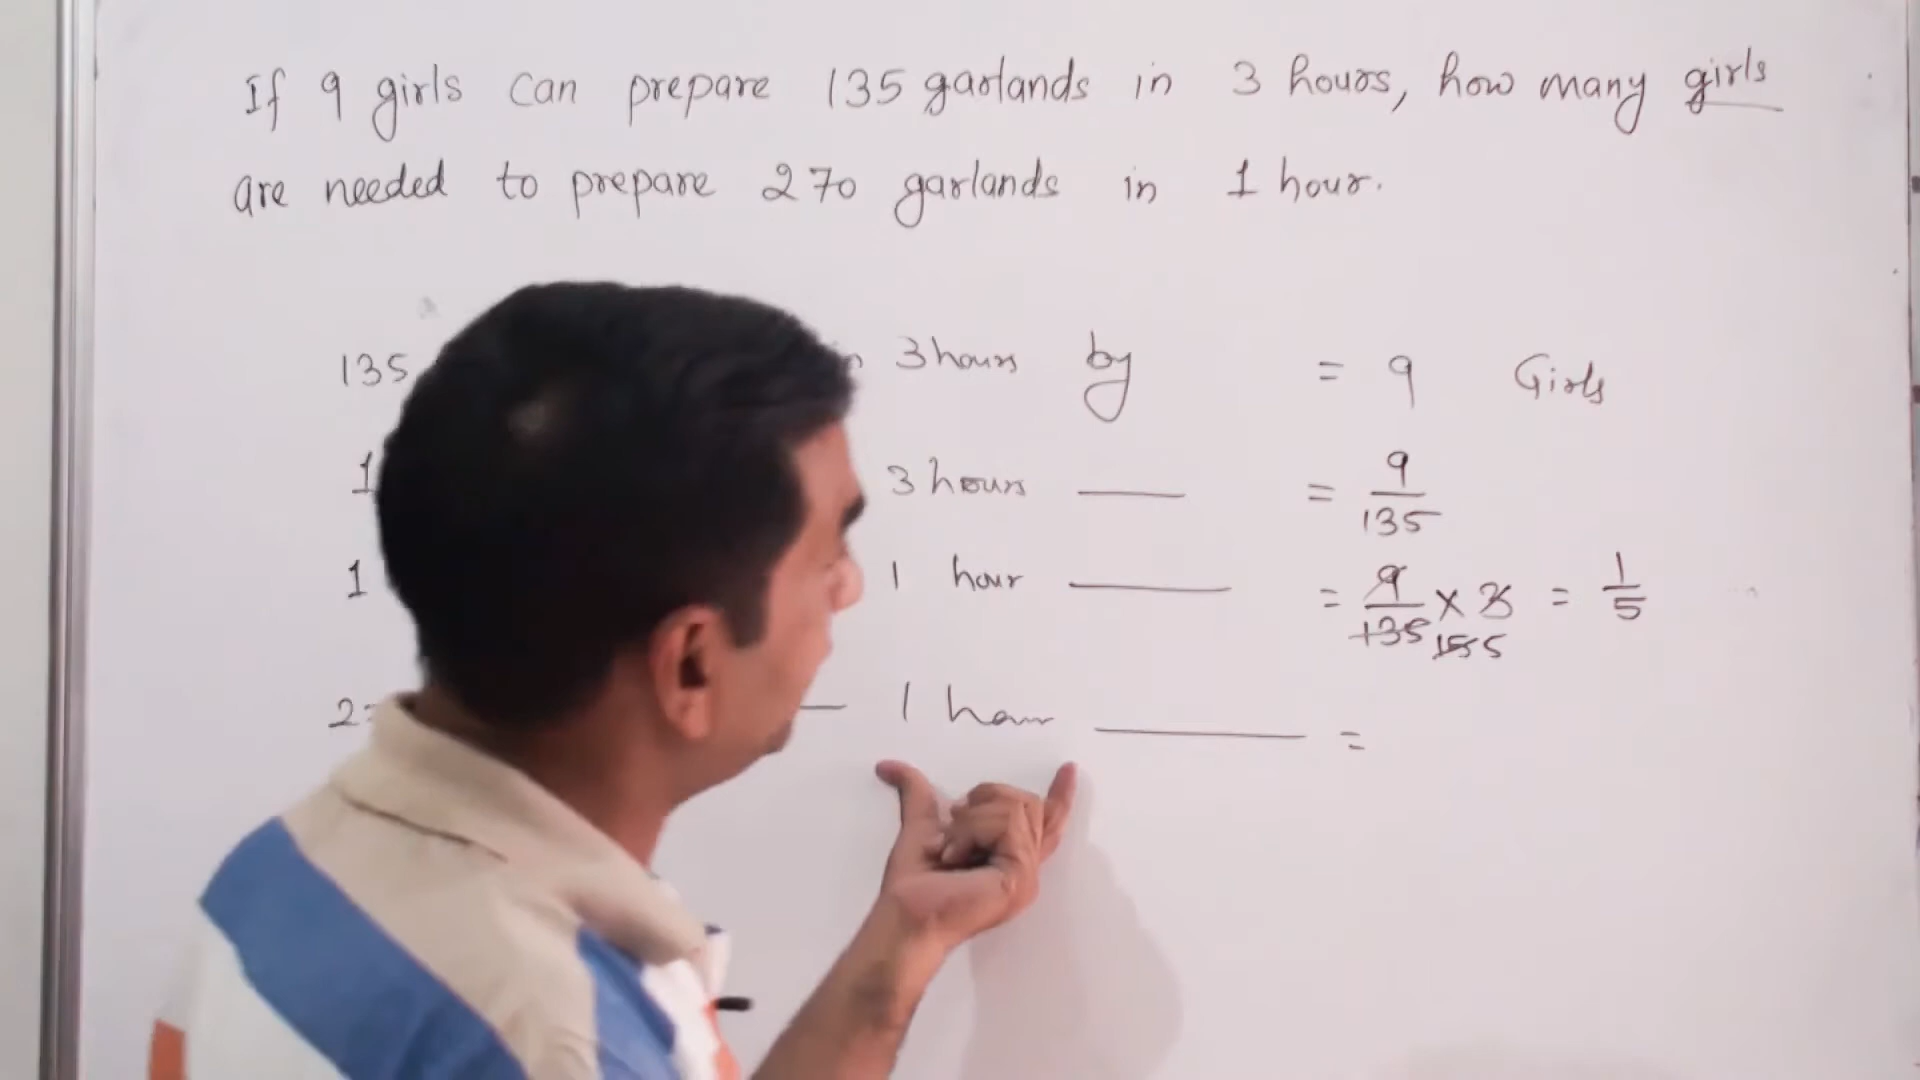 If 9 girls can prepare 135 garlands in 3 hours, how many girls
are needed to prepare 270 garlands in 1 hour.
135 3 hours by = 9 Girls
1 3 hours = 9/135
1 1 hour = 9/135 x 3 = 1/5
15 5
1 hour =